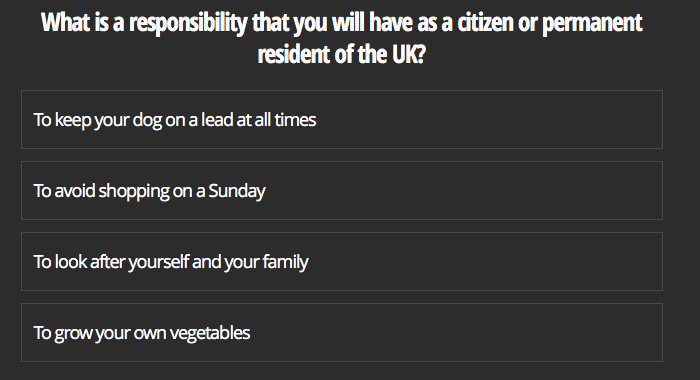 What is a responsibility that you will have as a citizen or permanent
resident of the UK?
To keep your dog on a lead at all times
To avoid shopping on a Sunday
To look after yourself and your family
To grow your own vegetables